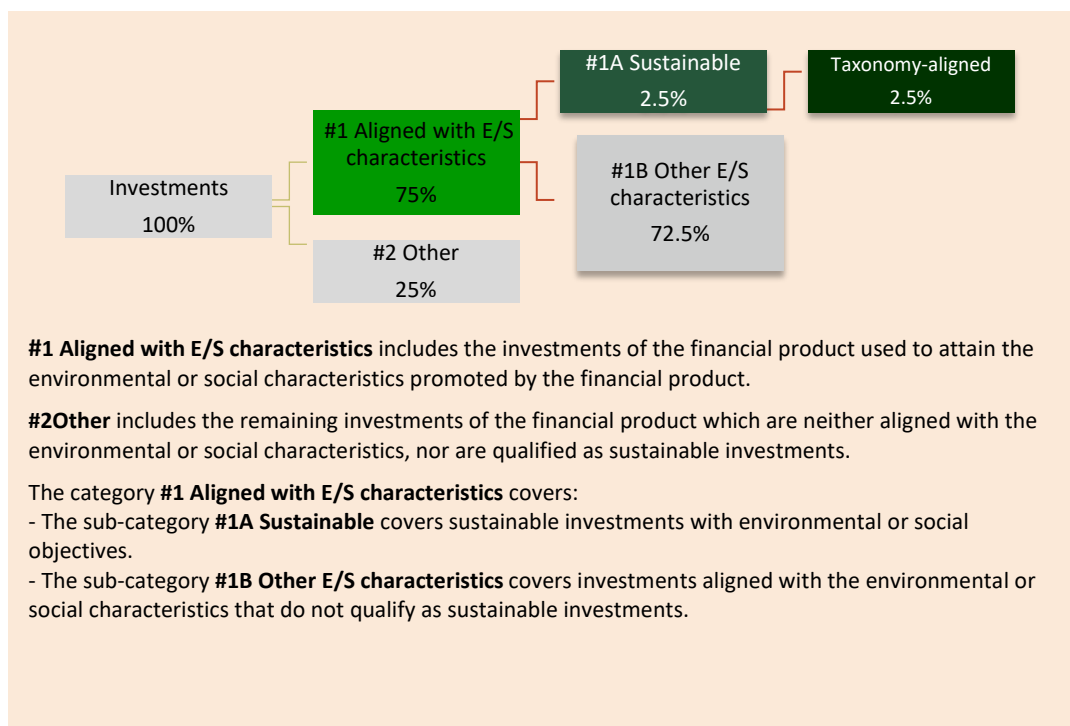 #1A Sustainable
2.5%
Taxonomy-aligned
2.5%
#1 Aligned with E/S
characteristics
75%
#1B Other E/S
characteristics
72.5%
Investments
100%
#2 Other
25%
#1 Aligned with E/S characteristics includes the investments of the financial product used to attain the
environmental or social characteristics promoted by the financial product.
#2Other includes the remaining investments of the financial product which are neither aligned with the
environmental or social characteristics, nor are qualified as sustainable investments.
The category #1 Aligned with E/S characteristics covers:
- The sub-category #1A Sustainable covers sustainable investments with environmental or social
objectives.
- The sub-category #1B Other E/S characteristics covers investments aligned with the environmental or
social characteristics that do not qualify as sustainable investments.